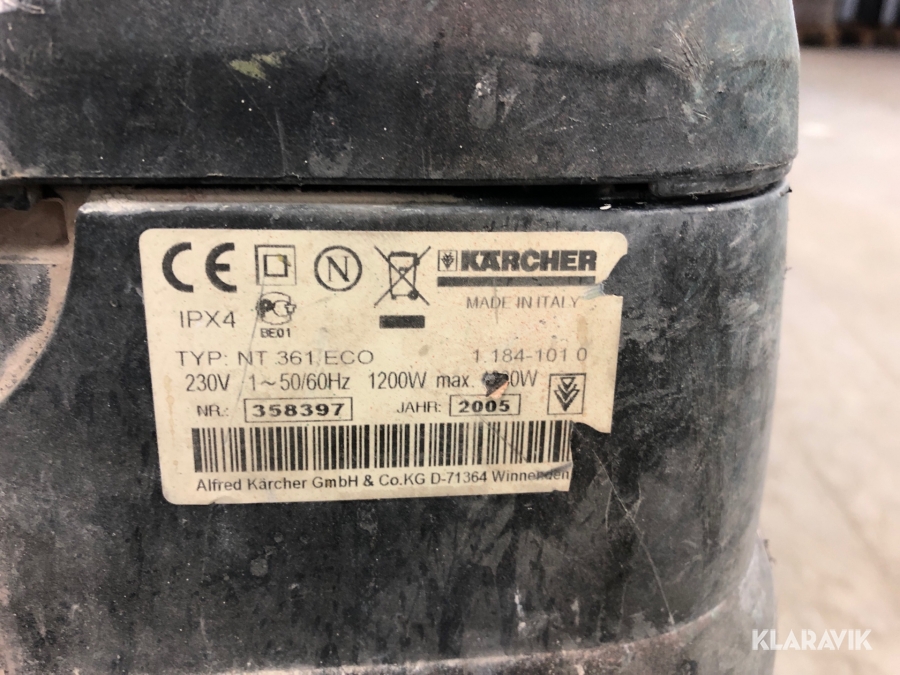 CE N KÄRCHER
MADE IN ITALY
IPX4 PCT
BE01
TYP: NT 361 ECO 1.184-101 0
230V 1~50/60Hz 1200W max.
NR.: 358397 JAHR: 2005
Alfred Kärcher GmbH & Co.KG D-71364 Winnenden
KLARAVIK